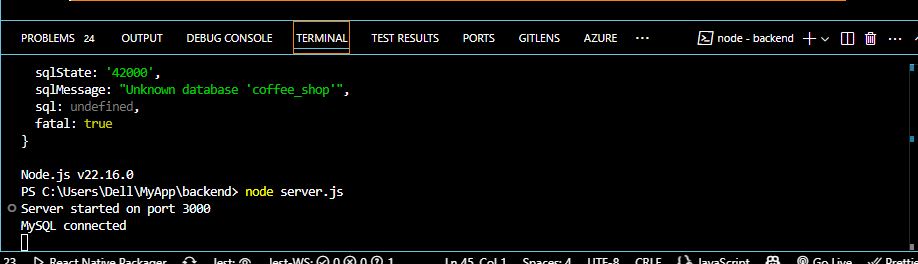 PROBLEMS 24 OUTPUT DEBUG CONSOLE TERMINAL TEST RESULTS PORTS GITLENS AZURE ... node - backend
sqlState: '42000',
sqlMessage: "Unknown database 'coffee_shop'",
sql: undefined,
fatal: true
}
Node.js v22.16.0
PS C:\Users\Dell\MyApp\backend> node server.js
Server started on port 3000
MySQL connected
23 React Native Packager Jest: Jest-WS: 0 0 1 Ln 45, Col 1 Spaces: 4 UTF-8 CRLF {} JavaScript Go Live